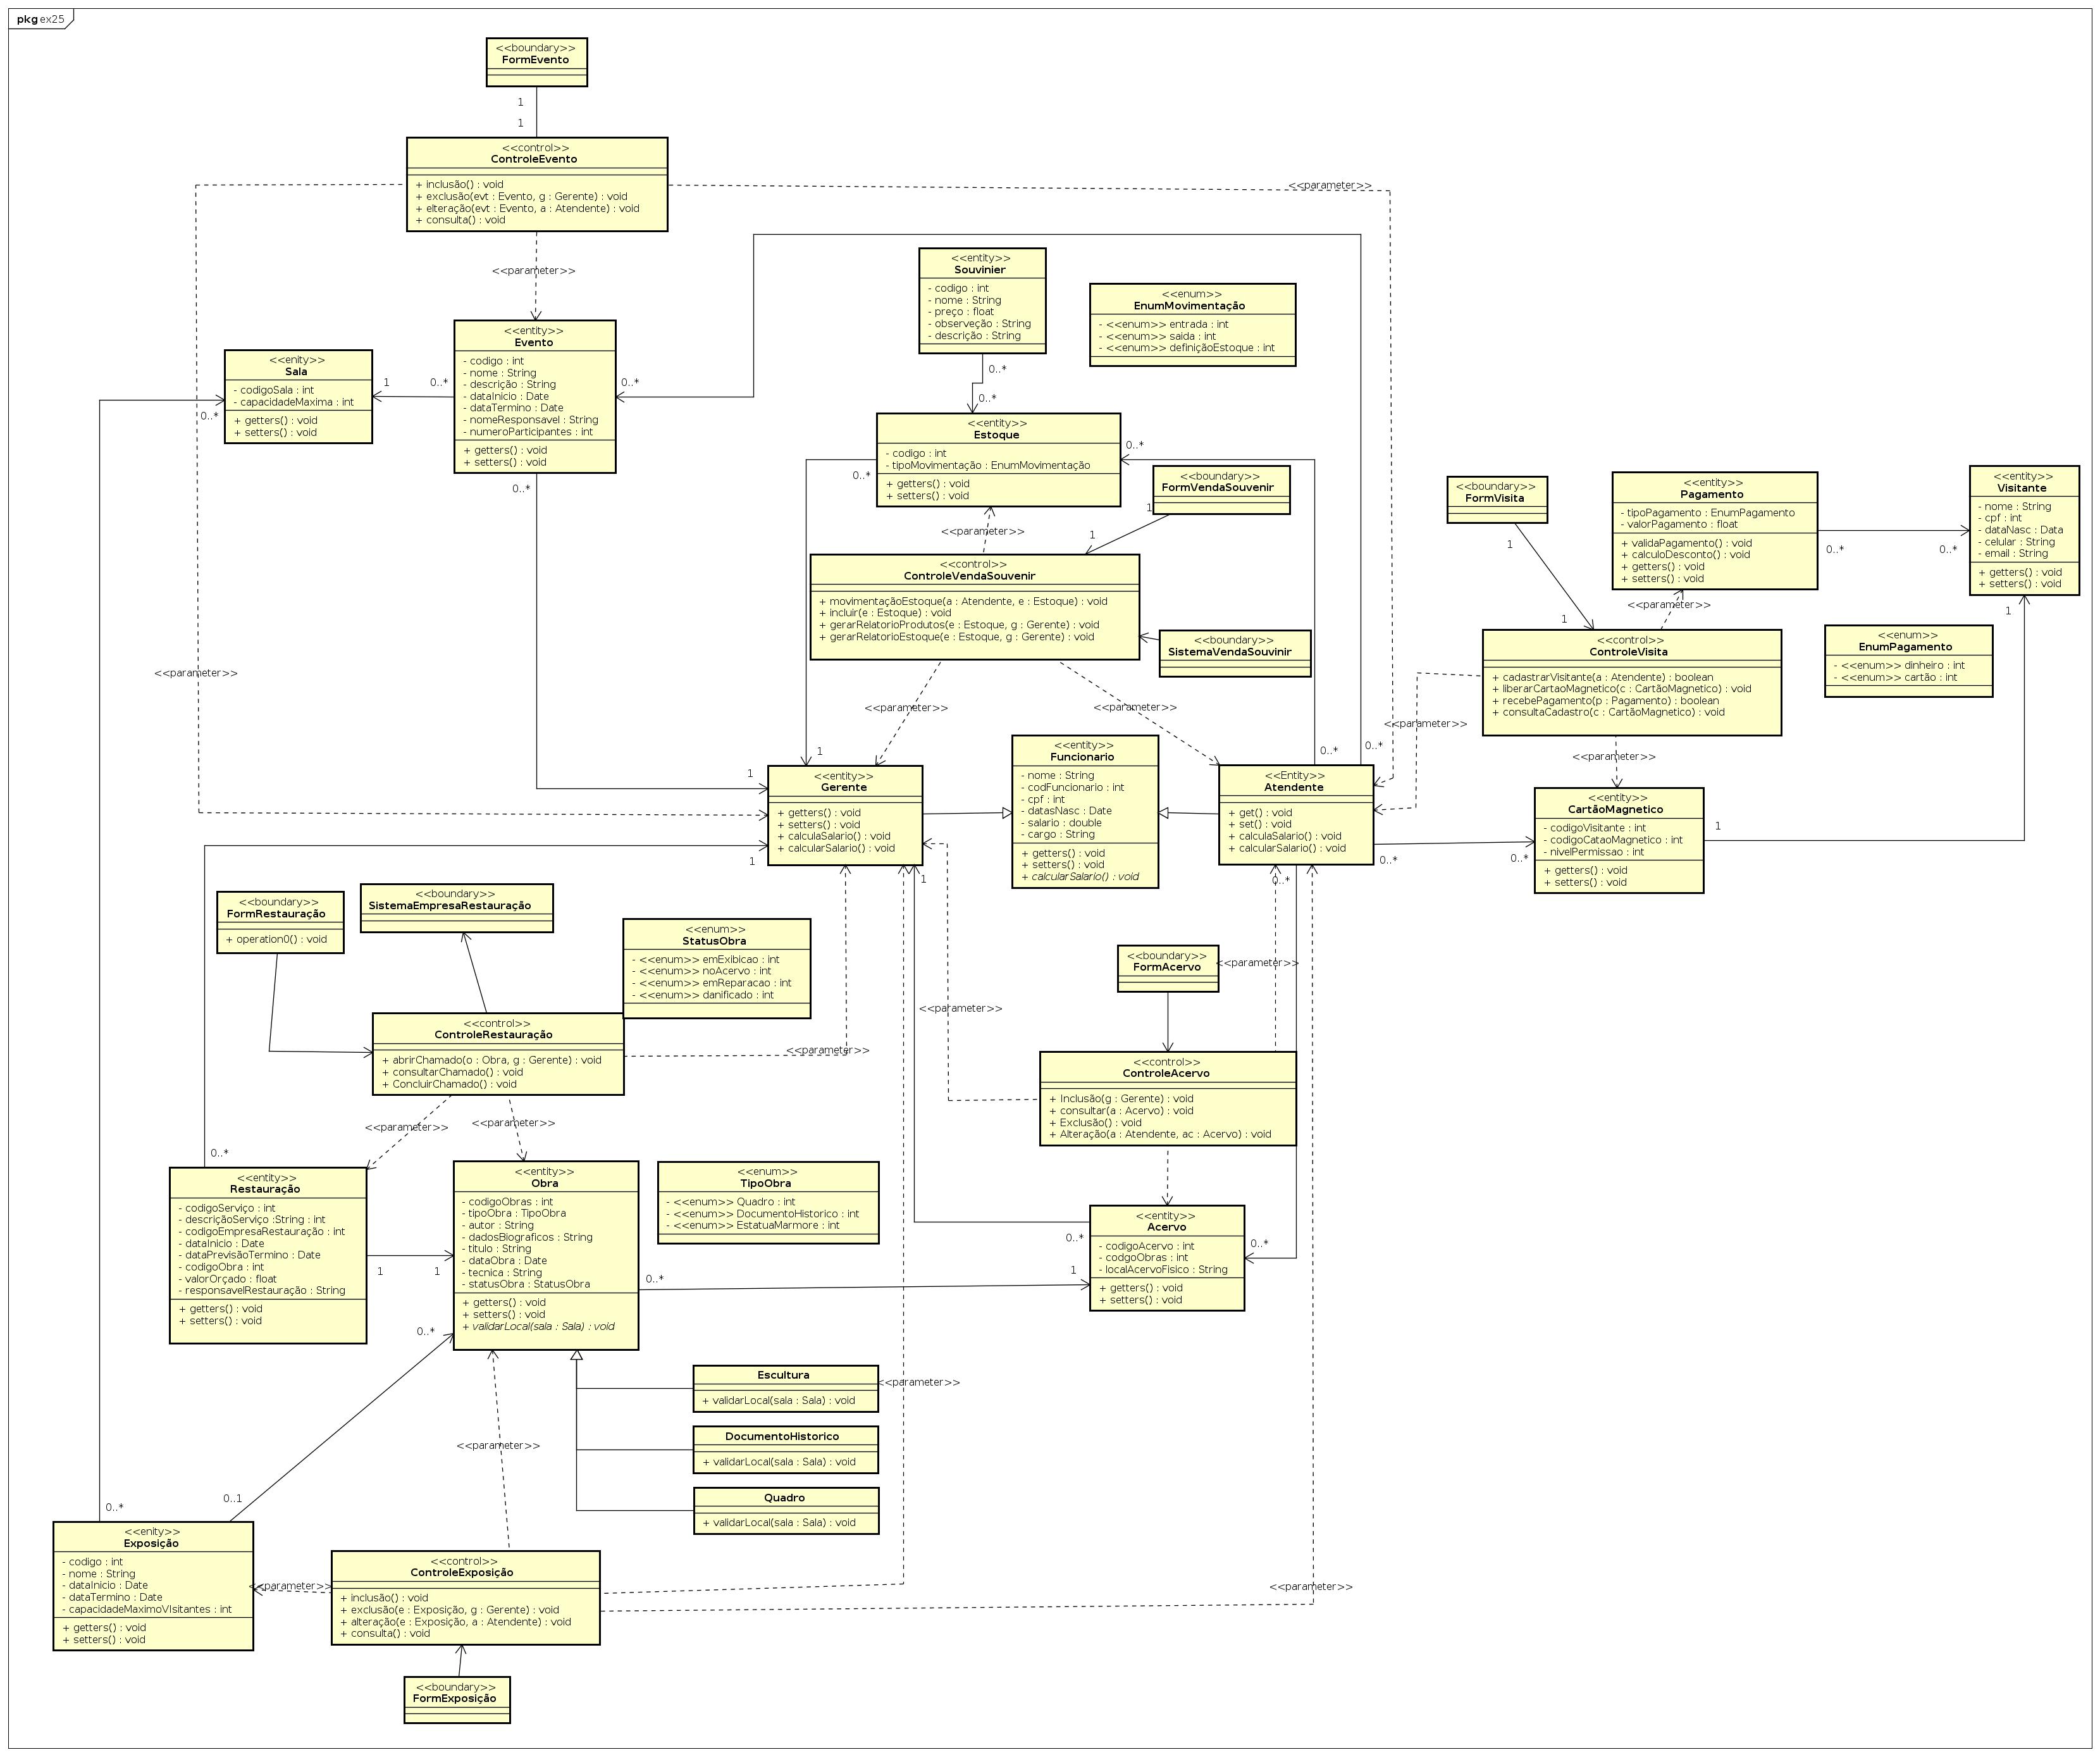 pkg ex25
<<boundary>>
FormEvento
1
1
<<control>>
ControleEvento
+ inclusão() : void
+ exclusão(evt : Evento, g : Gerente) : void
+ elteração(evt : Evento, a : Atendente) : void
+ consulta() : void
<<parameter>>
<<parameter>>
<<parameter>>
<<entity>>
Evento
- codigo : int
- nome : String
- descrição : String
- dataInicio : Date
- dataTermino : Date
- nomeResponsavel : String
- numeroParticipantes : int
+ getters() : void
+ setters() : void
0..*
0..*
0..*
1
<<enity>>
Sala
- codigoSala : int
- capacidadeMaxima : int
+ getters() : void
+ setters() : void
0..*
<<entity>>
Souvinier
- codigo : int
- nome : String
- preço : float
- observeção : String
- descrição : String
0..*
0..*
<<enum>>
EnumMovimentação
- <<enum>> entrada : int
- <<enum>> saida : int
- <<enum>> definiçãoEstoque : int
<<entity>>
Estoque
- codigo : int
- tipoMovimentação : EnumMovimentação
+ getters() : void
+ setters() : void
0..*
0..*
<<parameter>>
<<boundary>>
FormVendaSouvenir
1
1
<<control>>
ControleVendaSouvenir
+ movimentaçãoEstoque(a : Atendente, e : Estoque) : void
+ incluir(e : Estoque) : void
+ gerarRelatorioProdutos(e : Estoque, g : Gerente) : void
+ gerarRelatorioEstoque(e : Estoque, g : Gerente) : void
<<boundary>>
SistemaVendaSouvinir
<<parameter>>
<<parameter>>
<<boundary>>
FormVisita
1
1
<<entity>>
Pagamento
- tipoPagamento : EnumPagamento
- valorPagamento : float
+ validaPagamento() : void
+ calculoDesconto() : void
+ getters() : void
+ setters() : void
0..*
0..*
<<entity>>
Visitante
- nome : String
- cpf : int
- dataNasc : Data
- celular : String
- email : String
+ getters() : void
+ setters() : void
1
<<parameter>>
<<control>>
ControleVisita
+ cadastrarVisitante(a : Atendente) : boolean
+ liberarCartaoMagnetico(c : CartãoMagnetico) : void
+ recebePagamento(p : Pagamento) : boolean
+ consultaCadastro(c : CartãoMagnetico) : void
<<enum>>
EnumPagamento
- <<enum>> dinheiro : int
- <<enum>> cartão : int
<<parameter>>
<<parameter>>
1
1
0..*
0..*
<<entity>>
Gerente
+ getters() : void
+ setters() : void
+ calculaSalario() : void
+ calcularSalario() : void
1
1
<<entity>>
Funcionario
- nome : String
- codFuncionario : int
- cpf : int
- datasNasc : Date
- salario : double
- cargo : String
+ getters() : void
+ setters() : void
+ calcularSalario() : void
<<Entity>>
Atendente
+ get() : void
+ set() : void
+ calculaSalario() : void
+ calcularSalario() : void
0..*
0..*
0..*
<<entity>>
CartãoMagnetico
- codigoVisitante : int
- codigoCataoMagnetico : int
- nivelPermissao : int
+ getters() : void
+ setters() : void
1
<<boundary>>
FormRestauração
+ operation0() : void
<<boundary>>
SistemaEmpresaRestauração
<<enum>>
StatusObra
- <<enum>> emExibicao : int
- <<enum>> noAcervo : int
- <<enum>> emReparacao : int
- <<enum>> danificado : int
<<boundary>>
FormAcervo
<<parameter>>
<<parameter>>
<<control>>
ControleRestauração
+ abrirChamado(o : Obra, g : Gerente) : void
+ consultarChamado() : void
+ ConcluirChamado() : void
<<parameter>>
<<control>>
ControleAcervo
+ Inclusão(g : Gerente) : void
+ consultar(a : Acervo) : void
+ Exclusão() : void
+ Alteração(a : Atendente, ac : Acervo) : void
<<parameter>>
<<parameter>>
0..*
<<entity>>
Restauração
- codigoServiço : int
- descriçãoServiço :String : int
- codigoEmpresaRestauração : int
- dataInicio : Date
- dataPrevisãoTermino : Date
- codigoObra : int
- valorOrçado : float
- responsavelRestauração : String
+ getters() : void
+ setters() : void
1
1
<<entity>>
Obra
- codigoObras : int
- tipoObra : TipoObra
- autor : String
- dadosBiograficos : String
- titulo : String
- dataObra : Date
- tecnica : String
- statusObra : StatusObra
+ getters() : void
+ setters() : void
+ validarLocal(sala : Sala) : void
0..*
0..*
<<enum>>
TipoObra
- <<enum>> Quadro : int
- <<enum>> DocumentoHistorico : int
- <<enum>> EstatuaMarmore : int
<<entity>>
Acervo
- codigoAcervo : int
- codgoObras : int
- localAcervoFisico : String
+ getters() : void
+ setters() : void
0..*
0..*
1
Escultura
+ validarLocal(sala : Sala) : void
<<parameter>>
DocumentoHistorico
+ validarLocal(sala : Sala) : void
<<parameter>>
Quadro
+ validarLocal(sala : Sala) : void
0..*
0..1
<<enity>>
Exposição
- codigo : int
- nome : String
- dataInicio : Date
- dataTermino : Date
- capacidadeMaximoVIsitantes : int
+ getters() : void
+ setters() : void
<<parameter>>
<<control>>
ControleExposição
+ inclusão() : void
+ exclusão(e : Exposição, g : Gerente) : void
+ alteração(e : Exposição, a : Atendente) : void
+ consulta() : void
<<parameter>>
<<boundary>>
FormExposição